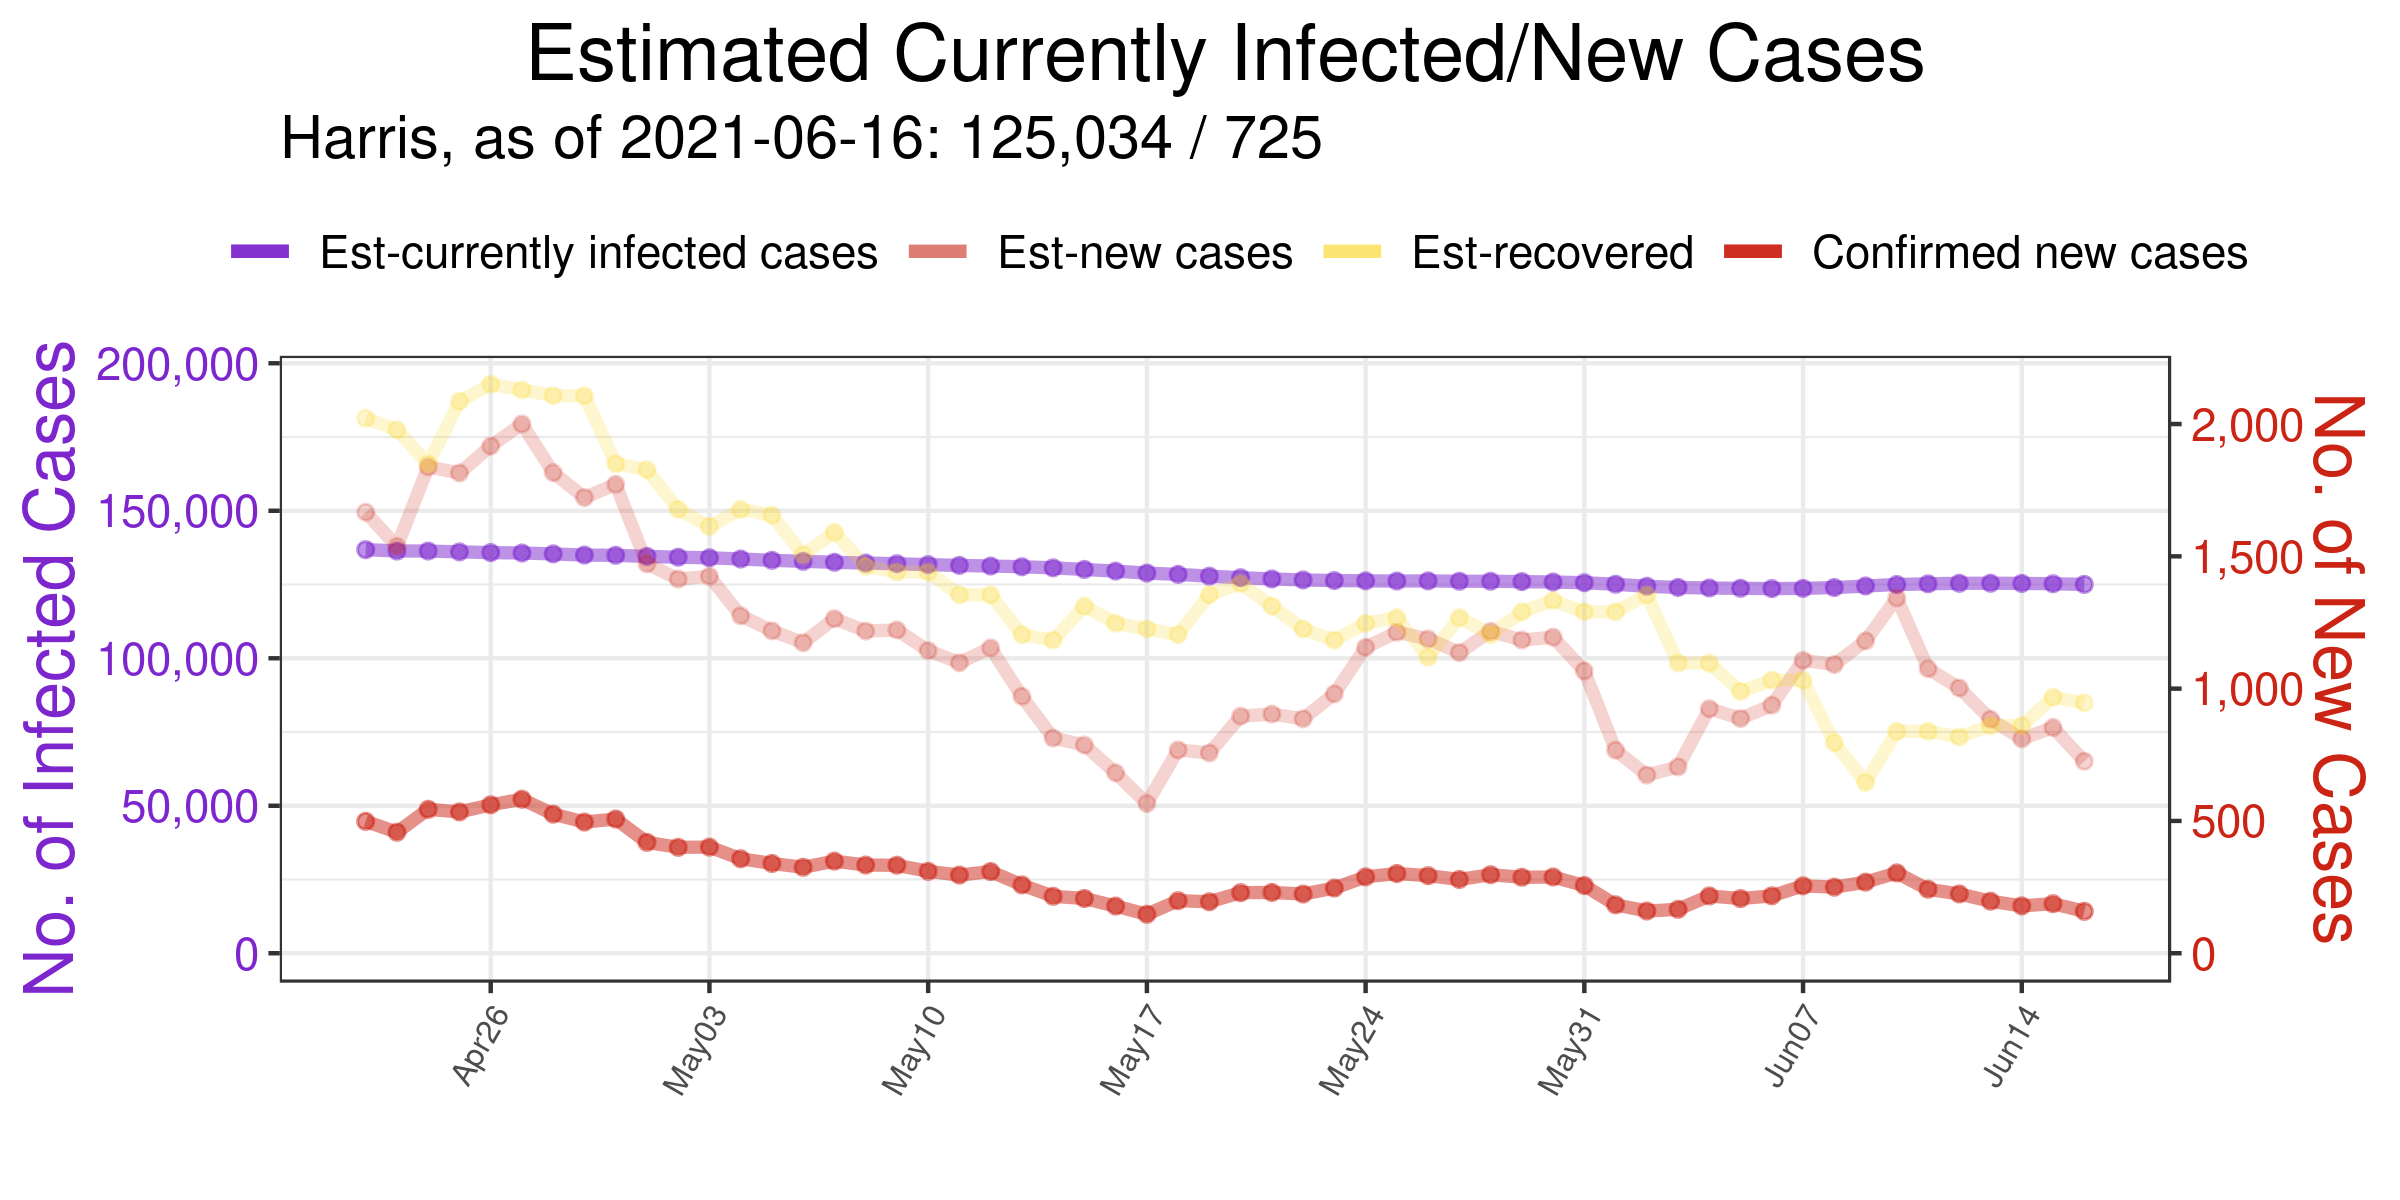 Estimated Currently Infected/New Cases
Harris, as of 2021-06-16: 125,034 / 725
Est-currently infected cases Est-new cases Est-recovered Confirmed new cases
No. of Infected Cases
200,000
150,000
100,000
50,000
0
2,000
1,500
1,000
500
0
No. of New Cases
Apr26 May03 May10 May17 May24 May31 Jun07 Jun14